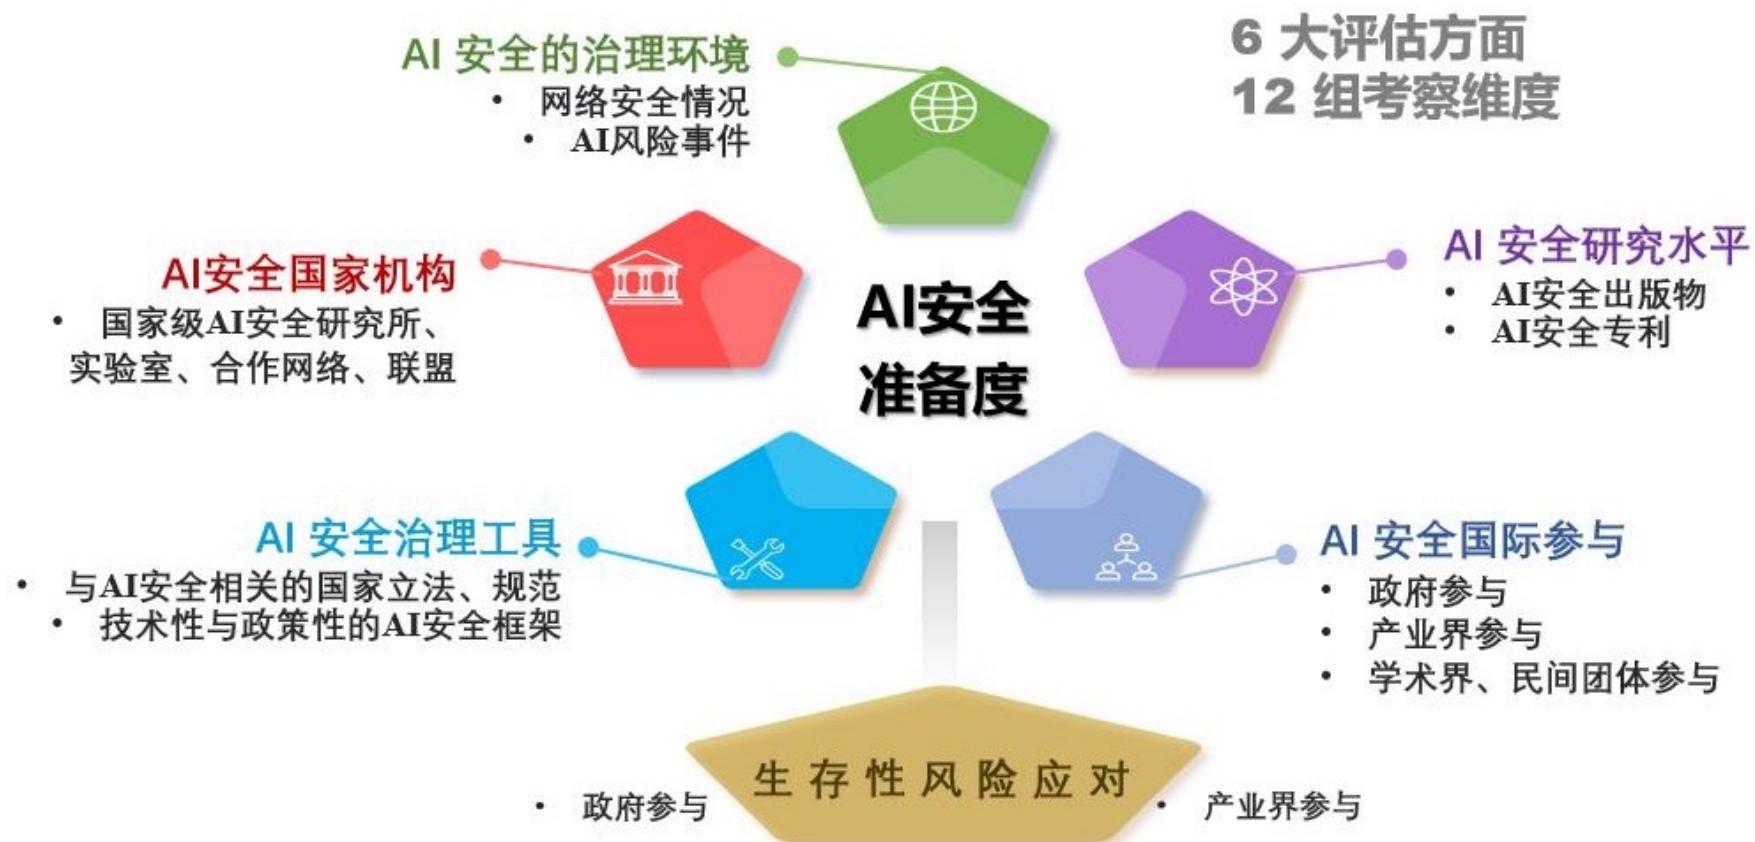 6 大评估方面
12 组考察维度
AI 安全的治理环境
• 网络安全情况
• AI风险事件
AI安全国家机构
• 国家级AI安全研究所、
实验室、合作网络、联盟
AI安全
准备度
AI 安全研究水平
• AI安全出版物
• AI安全专利
AI 安全治理工具
• 与AI安全相关的国家立法、规范
• 技术性与政策性的AI安全框架
AI 安全国际参与
• 政府参与
• 产业界参与
• 学术界、民间团体参与
生存性风险应对
• 政府参与
• 产业界参与